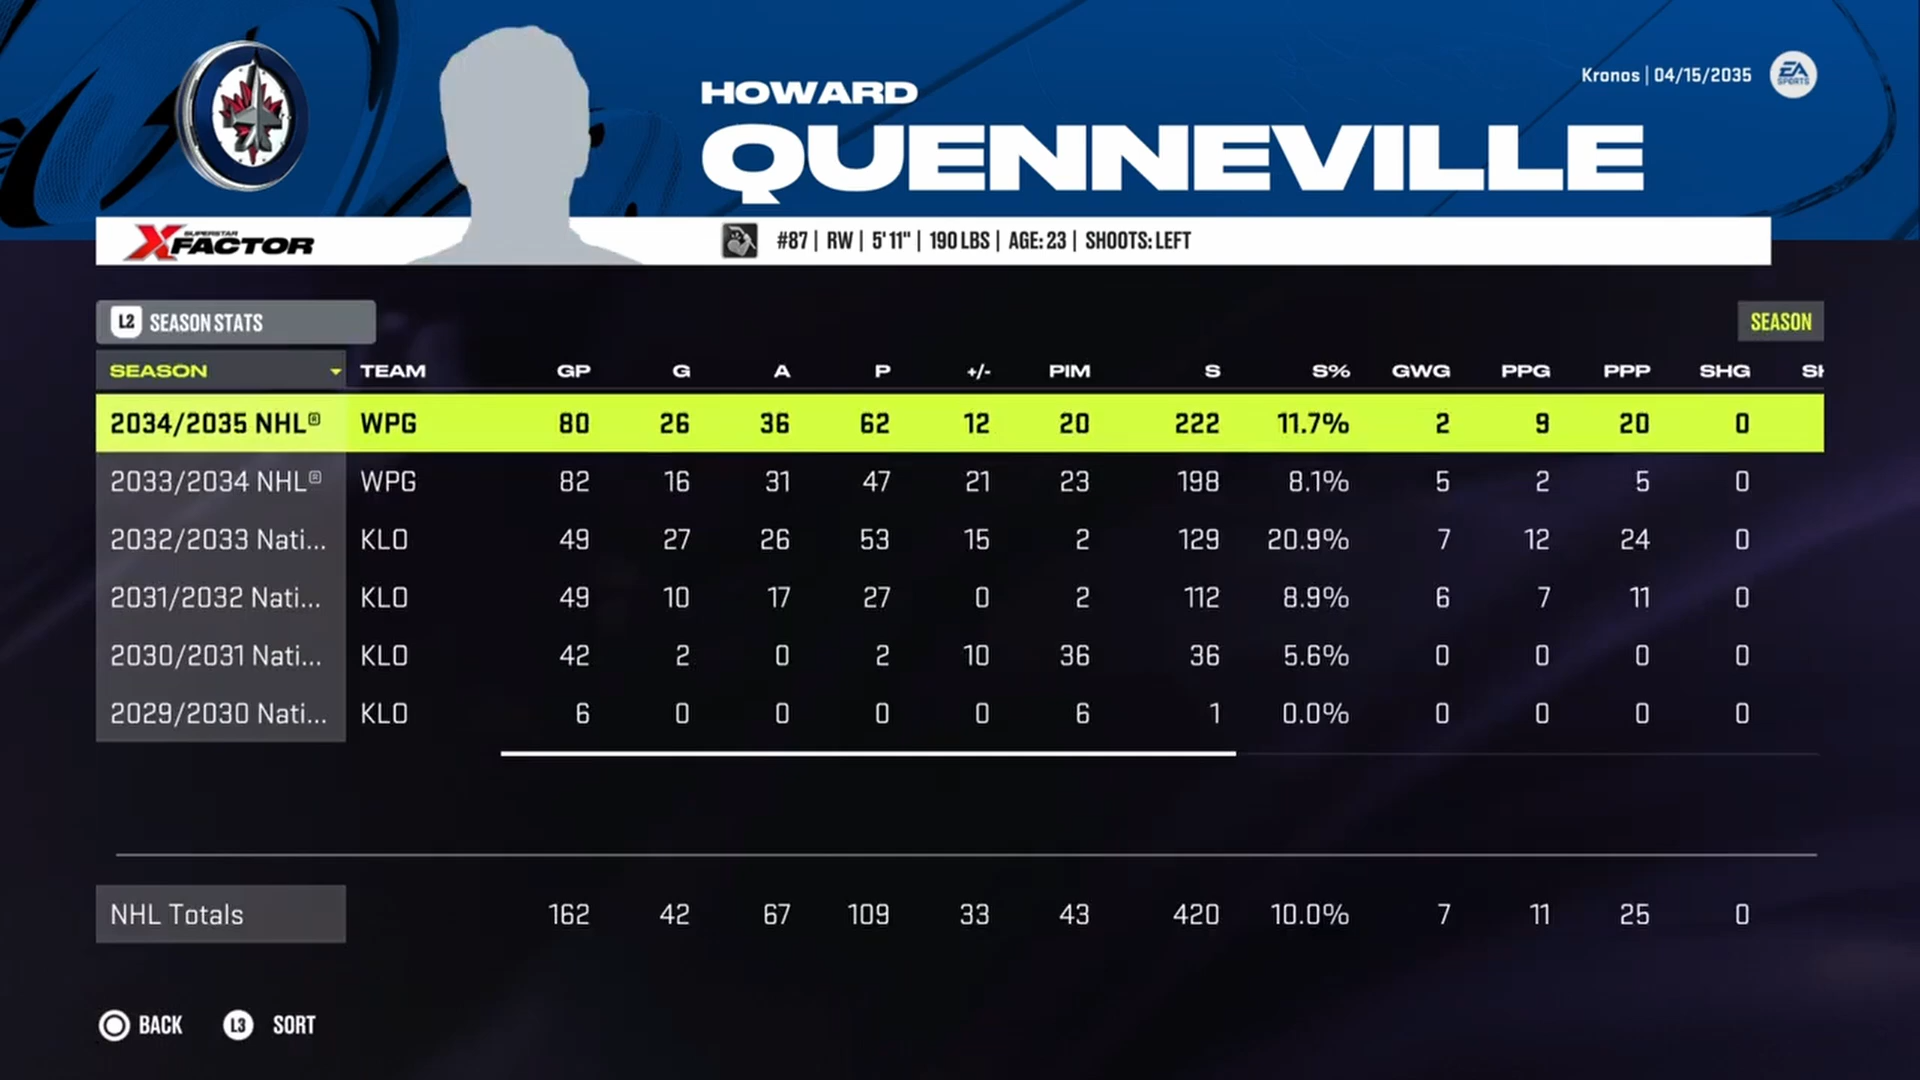 HOWARD
QUENNEVILLE
Kronos | 04/15/2035
EA SPORTS
SUPERSTAR
X FACTOR
#87 | RW | 5'11" | 190 LBS | AGE: 23 | SHOOTS: LEFT
L2 SEASON STATS
SEASON
SEASON TEAM GP G A P +/- PIM S S% GWG PPG PPP SHG SH
2034/2035 NHL® WPG 80 26 36 62 12 20 222 11.7% 2 9 20 0
2033/2034 NHL® WPG 82 16 31 47 21 23 198 8.1% 5 2 5 0
2032/2033 Nati... KLO 49 27 26 53 15 2 129 20.9% 7 12 24 0
2031/2032 Nati... KLO 49 10 17 27 0 2 112 8.9% 6 7 11 0
2030/2031 Nati... KLO 42 2 0 2 10 36 36 5.6% 0 0 0 0
2029/2030 Nati... KLO 6 0 0 0 0 6 1 0.0% 0 0 0 0
NHL Totals 162 42 67 109 33 43 420 10.0% 7 11 25 0
BACK L3 SORT